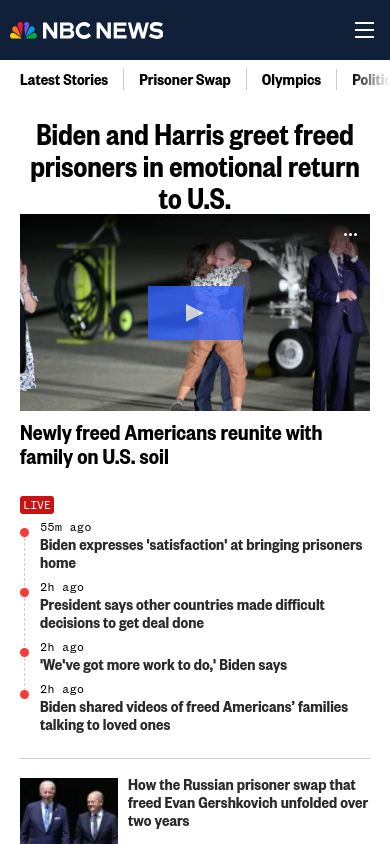 NBC NEWS
Latest Stories
Prisoner Swap
Olympics
Politic
Biden and Harris greet freed
prisoners in emotional return
to U.S.
Newly freed Americans reunite with
family on U.S. soil
LIVE
55m ago
Biden expresses 'satisfaction' at bringing prisoners
home
2h ago
President says other countries made difficult
decisions to get deal done
2h ago
'We've got more work to do,' Biden says
2h ago
Biden shared videos of freed Americans’ families
talking to loved ones
How the Russian prisoner swap that
freed Evan Gershkovich unfolded over
two years